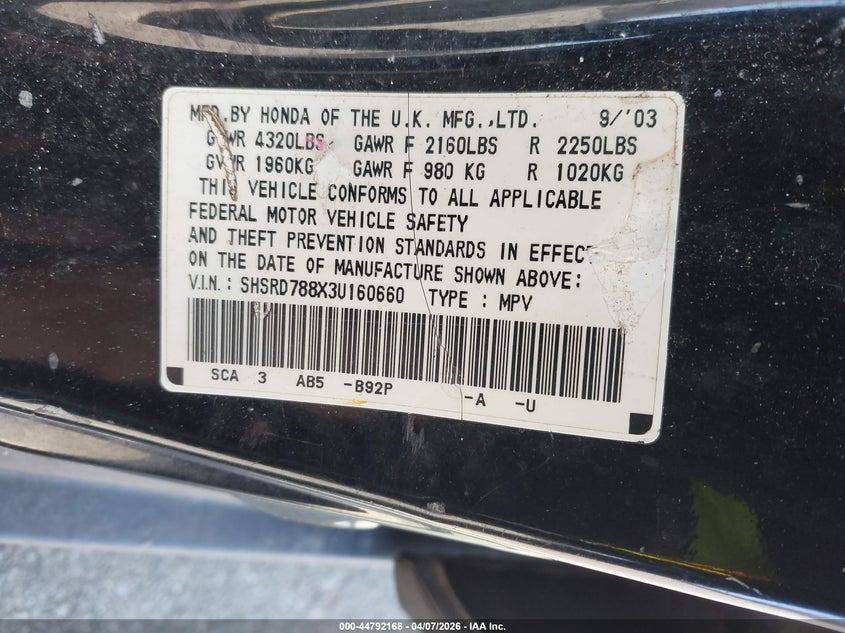 MFD.BY HONDA OF THE U.K. MFG.,LTD. 9/'03
GVWR 4320LBS GAWR F 2160LBS R 2250LBS
GVWR 1960KG GAWR F 980 KG R 1020KG
THIS VEHICLE CONFORMS TO ALL APPLICABLE
FEDERAL MOTOR VEHICLE SAFETY
AND THEFT PREVENTION STANDARDS IN EFFECT
ON THE DATE OF MANUFACTURE SHOWN ABOVE:
V.I.N.: SHSRD788X3U160660 TYPE : MPV
SCA 3 AB5 -B92P -A -U
000-44792168 - 04/07/2026 - IAA Inc.